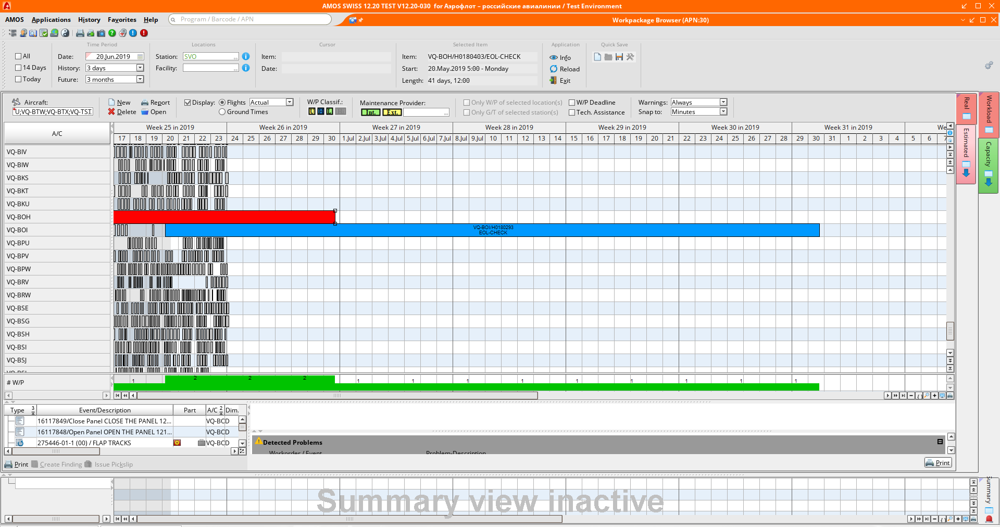 AMOS SWISS 12.20 TEST V12.20-030  for Аэрофлот – российские авиалинии / Test Environment
AMOS Applications History Favorites Help Program / Barcode / APN
Workpackage Browser (APN:30)
Time Period Locations Cursor Selected Item Application Quick Save
All Date: 20.Jun.2019 Station: SVO Item: Item: VQ-BOH/H0180403/EOL-CHECK Info
14 Days History: 3 days Facility: Date: Start: 20.May.2019 5:00 - Monday Reload
Today Future: 3 months Length: 41 days, 12:00 Exit
Aircraft: New Report Display: Flights Actual W/P Classif.: Maintenance Provider: Only W/P of selected location(s) W/P Deadline Warnings: Always
U;VQ-BTW;VQ-BTX;VQ-TSI Delete Open Ground Times U H L Int. Ext. Only G/T of selected station(s) Tech. Assistance Snap to: Minutes
Real
Estimated
Workload
Capacity
A/C
Week 25 in 2019 Week 26 in 2019 Week 27 in 2019 Week 28 in 2019 Week 29 in 2019 Week 30 in 2019 Week 31 in 2019 We
17 18 19 20 21 22 23 24 25 26 27 28 29 30 1.Jul 2.Jul 3.Jul 4.Jul 5.Jul 6.Jul 7.Jul 8.Jul 9.Jul 10 11 12 13 14 15 16 17 18 19 20 21 22 23 24 25 26 27 28 29 30 31 1 2 3 4 5 6 7
VQ-BIV
VQ-BIW
VQ-BKS
VQ-BKT
VQ-BKU
VQ-BOH
VQ-BOI
VQ-BOI/H0180293
EOL-CHECK
VQ-BPU
VQ-BPV
VQ-BPW
VQ-BRV
VQ-BRW
VQ-BSE
VQ-BSG
VQ-BSH
VQ-BSI
VQ-BSJ
# W/P 1 2 2 2 1 1 1 1 1 1 1 1 1
Type 3 Event/Description Part A/C 2 Dim.
16117849/Close Panel CLOSE THE PANEL 12... VQ-BO D
16117848/Open Panel OPEN THE PANEL 121... VQ-BO D
275446-01-1 (00) / FLAP TRACKS VQ-BO D
Detected Problems
Workorder / Event Problem-Description
Print Create Finding Issue Pickslip
Print
Summary view inactive
Summary